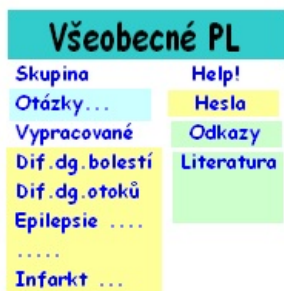 Všeobecné PL
Skupina
Otázky...
Vypracované
Dif.dg.bolestí
Dif.dg.otoků
Epilepsie ....
.....
Infarkt ...
Help!
Hesla
Odkazy
Literatura